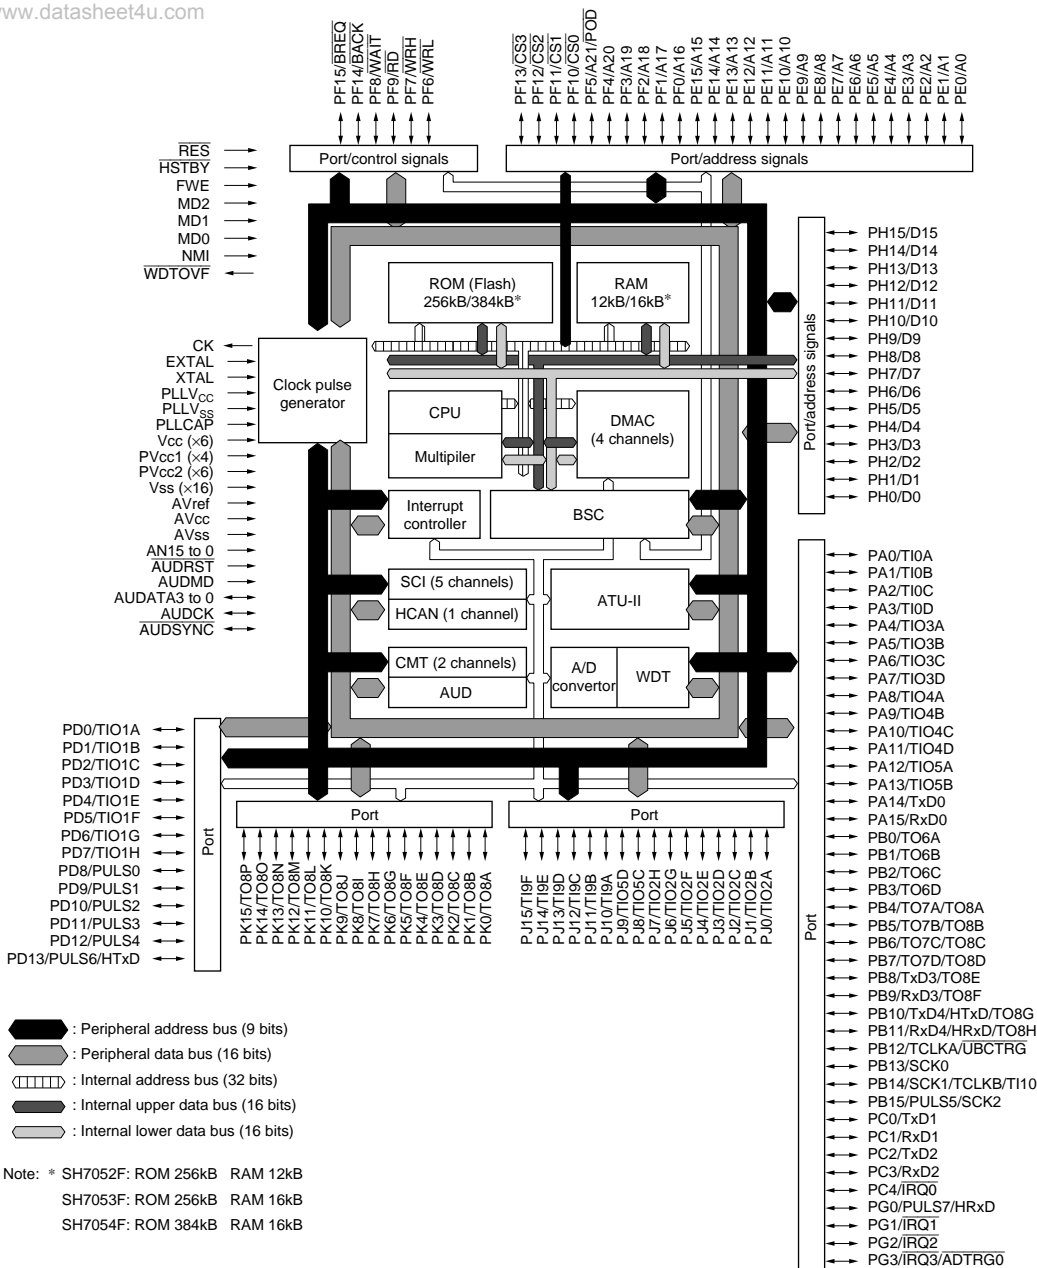 www.datasheet4u.com
PF15/BREQ
PF14/BACK
PF8/WAIT
PF9/RD
PF7/WRH
PF6/WRL
PF13/CS3
PF12/CS2
PF11/CS1
PF10/CS0
PF5/A21/POD
PF4/A20
PF3/A19
PF2/A18
PF1/A17
PF0/A16
PE15/A15
PE14/A14
PE13/A13
PE12/A12
PE11/A11
PE10/A10
PE9/A9
PE8/A8
PE7/A7
PE6/A6
PE5/A5
PE4/A4
PE3/A3
PE2/A2
PE1/A1
PE0/A0
Port/control signals
Port/address signals
RES
HSTBY
FWE
MD2
MD1
MD0
NMI
WDTOVF
CK
EXTAL
XTAL
PLLVCC
PLLVSS
PLLCAP
Vcc (×6)
PVcc1 (×4)
PVcc2 (×6)
Vss (×16)
AVref
AVcc
AVss
AN15 to 0
AUDRST
AUDMD
AUDATA3 to 0
AUDCK
AUDSYNC
ROM (Flash)
256kB/384kB*
RAM
12kB/16kB*
Clock pulse
generator
CPU
Multipiler
DMAC
(4 channels)
Interrupt
controller
BSC
SCI (5 channels)
HCAN (1 channel)
ATU-II
CMT (2 channels)
AUD
A/D
convertor
WDT
Port/address signals
PH15/D15
PH14/D14
PH13/D13
PH12/D12
PH11/D11
PH10/D10
PH9/D9
PH8/D8
PH7/D7
PH6/D6
PH5/D5
PH4/D4
PH3/D3
PH2/D2
PH1/D1
PH0/D0
Port
PA0/TI0A
PA1/TI0B
PA2/TI0C
PA3/TI0D
PA4/TIO3A
PA5/TIO3B
PA6/TIO3C
PA7/TIO3D
PA8/TIO4A
PA9/TIO4B
PA10/TIO4C
PA11/TIO4D
PA12/TIO5A
PA13/TIO5B
PA14/TxD0
PA15/RxD0
PB0/TO6A
PB1/TO6B
PB2/TO6C
PB3/TO6D
PB4/TO7A/TO8A
PB5/TO7B/TO8B
PB6/TO7C/TO8C
PB7/TO7D/TO8D
PB8/TxD3/TO8E
PB9/RxD3/TO8F
PB10/TxD4/HTxD/TO8G
PB11/RxD4/HRxD/TO8H
PB12/TCLKA/UBCTRG
PB13/SCK0
PB14/SCK1/TCLKB/TI10
PB15/PULS5/SCK2
PC0/TxD1
PC1/RxD1
PC2/TxD2
PC3/RxD2
PC4/IRQ0
PG0/PULS7/HRxD
PG1/IRQ1
PG2/IRQ2
PG3/IRQ3/ADTRG0
PD0/TIO1A
PD1/TIO1B
PD2/TIO1C
PD3/TIO1D
PD4/TIO1E
PD5/TIO1F
PD6/TIO1G
PD7/TIO1H
PD8/PULS0
PD9/PULS1
PD10/PULS2
PD11/PULS3
PD12/PULS4
PD13/PULS6/HTxD
Port
Port
Port
PK15/TO8P
PK14/TO8O
PK13/TO8N
PK12/TO8M
PK11/TO8L
PK10/TO8K
PK9/TO8J
PK8/TO8I
PK7/TO8H
PK6/TO8G
PK5/TO8F
PK4/TO8E
PK3/TO8D
PK2/TO8C
PK1/TO8B
PK0/TO8A
PJ15/TI9F
PJ14/TI9E
PJ13/TI9D
PJ12/TI9C
PJ11/TI9B
PJ10/TI9A
PJ9/TIO5D
PJ8/TIO5C
PJ7/TIO2H
PJ6/TIO2G
PJ5/TIO2F
PJ4/TIO2E
PJ3/TIO2D
PJ2/TIO2C
PJ1/TIO2B
PJ0/TIO2A
: Peripheral address bus (9 bits)
: Peripheral data bus (16 bits)
: Internal address bus (32 bits)
: Internal upper data bus (16 bits)
: Internal lower data bus (16 bits)
Note: * SH7052F: ROM 256kB RAM 12kB
SH7053F: ROM 256kB RAM 16kB
SH7054F: ROM 384kB RAM 16kB